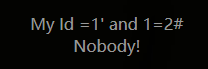 My Id =1' and 1=2#
Nobody!